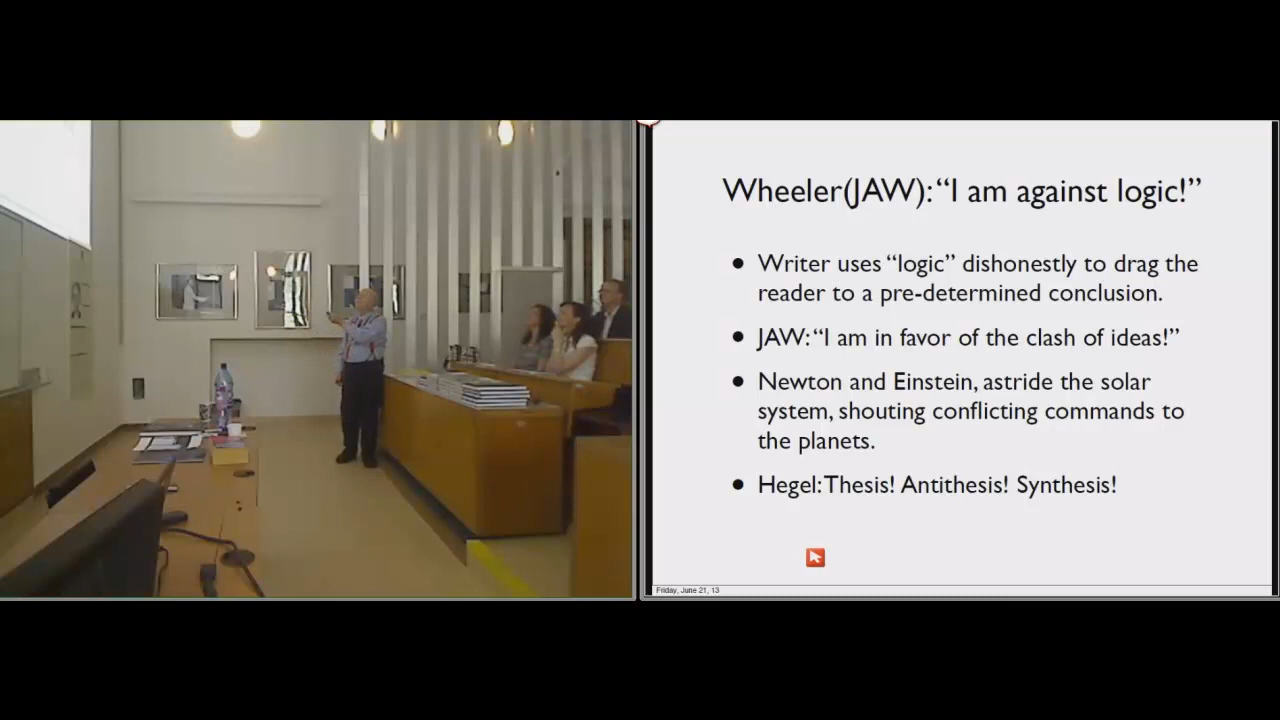 Wheeler(JAW): “I am against logic!”
● Writer uses “logic” dishonestly to drag the
reader to a pre-determined conclusion.
● JAW: “I am in favor of the clash of ideas!”
● Newton and Einstein, astride the solar
system, shouting conflicting commands to
the planets.
● Hegel: Thesis! Antithesis! Synthesis!
Friday, June 21, 13